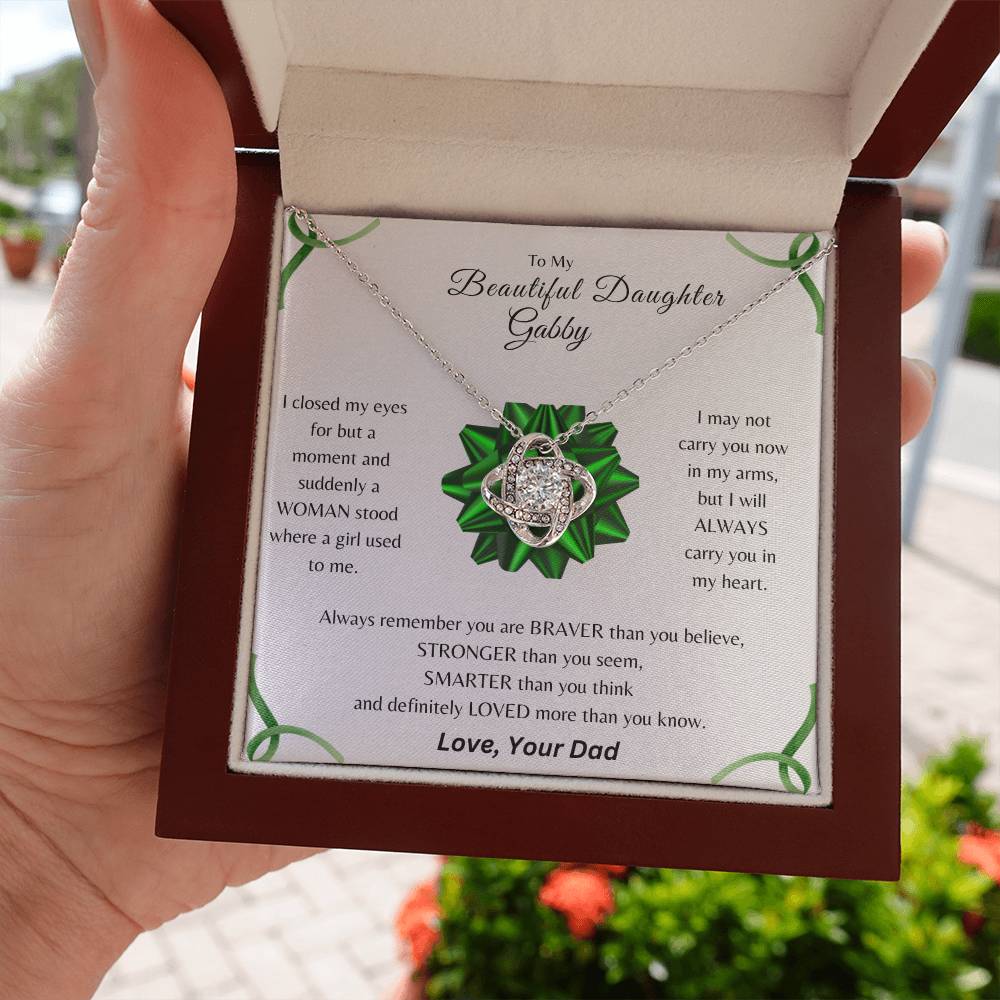 To My
Beautiful Daughter
Gabby
I closed my eyes
for but a
moment and
suddenly a
WOMAN stood
where a girl used
to me.
I may not
carry you now
in my arms,
but I will
ALWAYS
carry you in
my heart.
Always remember you are BRAVER than you believe,
STRONGER than you seem,
SMARTER than you think
and definitely LOVED more than you know.
Love, Your Dad